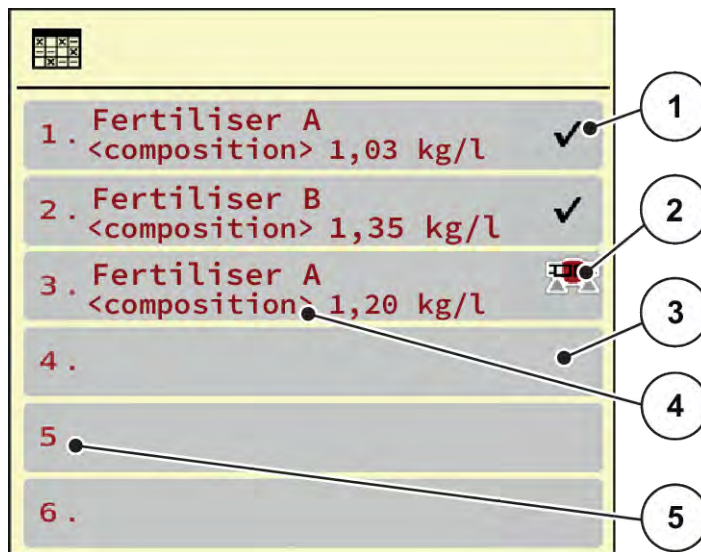 1. Fertiliser A
<composition> 1,03 kg/l
2. Fertiliser B
<composition> 1,35 kg/l
3. Fertiliser A
<composition> 1,20 kg/l
4.
5
6.
1
2
3
4
5